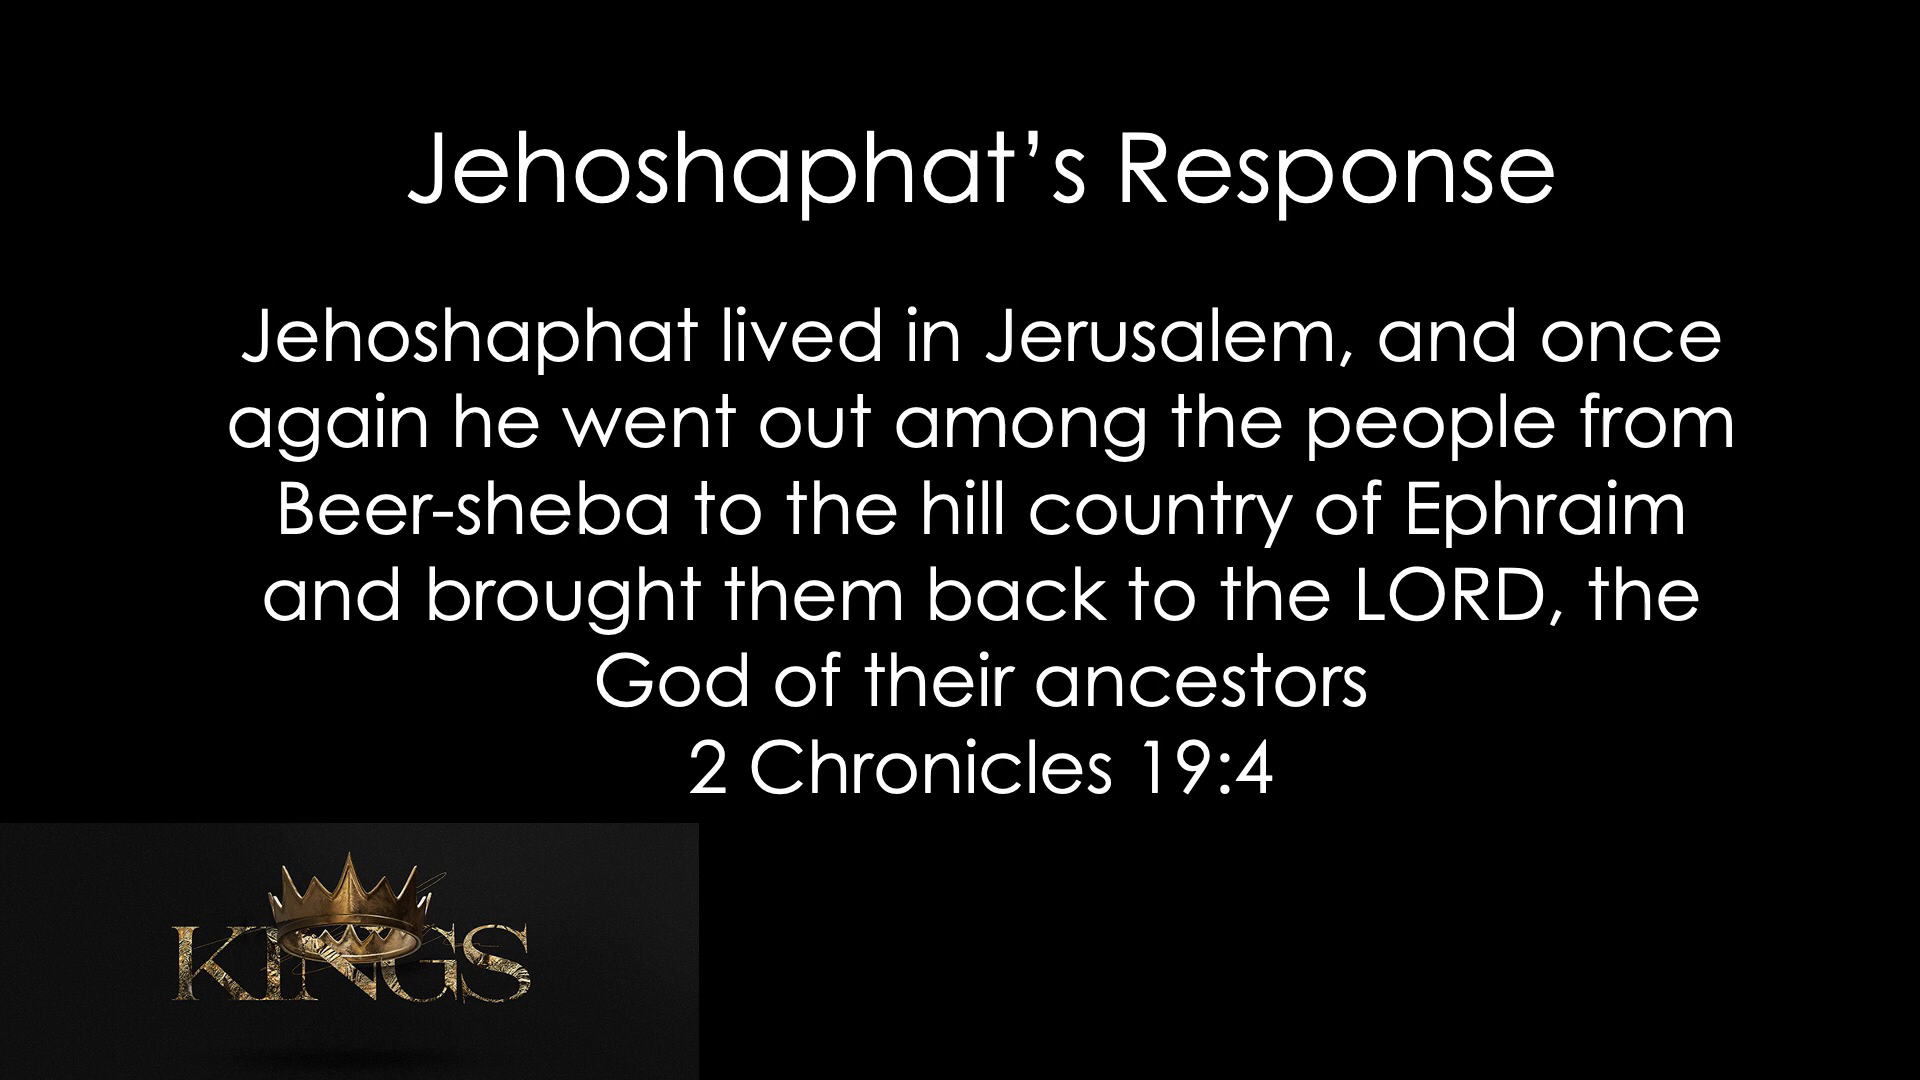 Jehoshaphat’s Response
Jehoshaphat lived in Jerusalem, and once
again he went out among the people from
Beer-sheba to the hill country of Ephraim
and brought them back to the LORD, the
God of their ancestors
2 Chronicles 19:4
KINGS